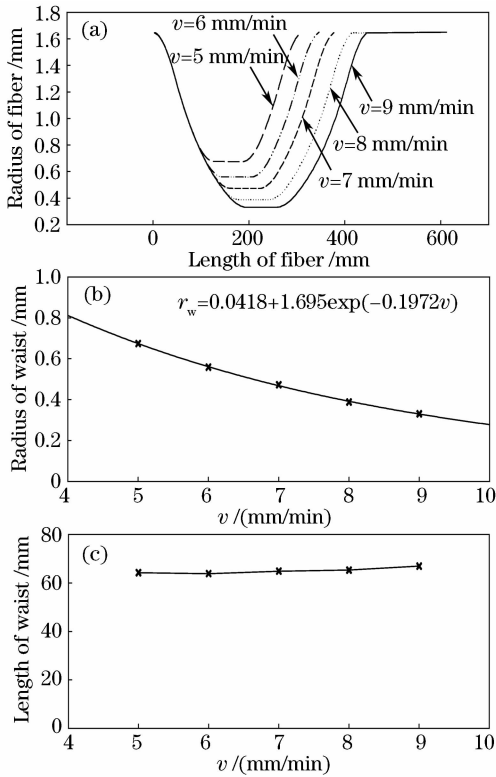 (a)
v=6 mm/min
v=5 mm/min
v=9 mm/min
v=8 mm/min
v=7 mm/min
Radius of fiber/mm
1.8
1.6
1.4
1.2
1.0
0.8
0.6
0.4
0.2
0 200 400 600
Length of fiber /mm
(b)
r_w=0.0418+1.695exp(−0.1972v)
Radius of waist/mm
1.0
0.8
0.6
0.4
0.2
0
4 5 6 7 8 9 10
v/(mm/min)
(c)
Length of waist/mm
80
60
40
20
0
4 5 6 7 8 9 10
v/(mm/min)